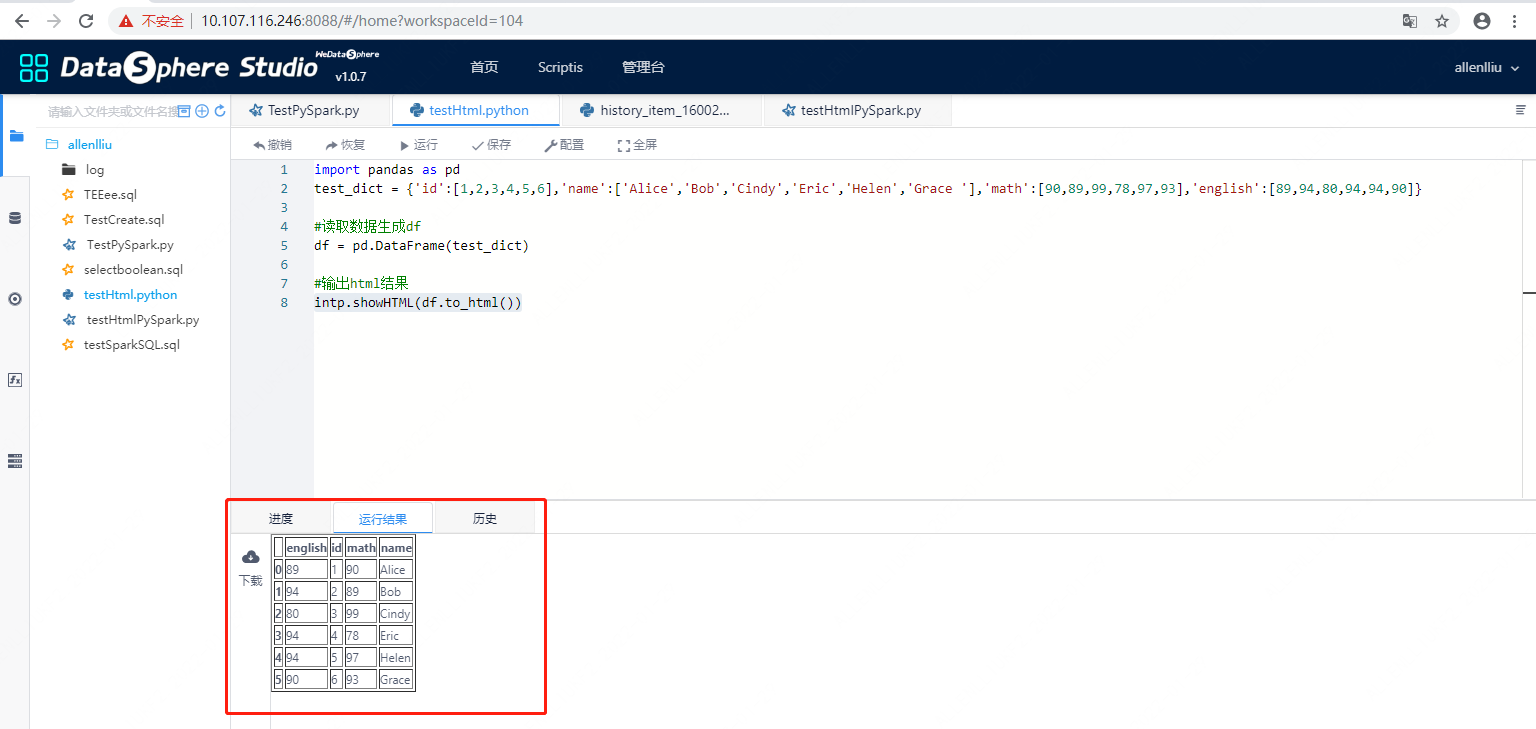 不安全 10.107.116.246:8088/#/home?workspaceId=104
DataSphere Studio WeDataSphere v1.0.7 首页 Scriptis 管理台 allenlliu
请输入文件夹或文件名搜
TestPySpark.py testHtml.python history_item_16002... testHtmlPySpark.py
撤销 恢复 运行 保存 配置 全屏
allenlliu
log
TEEee.sql
TestCreate.sql
TestPySpark.py
selectboolean.sql
testHtml.python
testHtmlPySpark.py
testSparkSQL.sql
fx
1 import pandas as pd
2 test_dict = {'id':[1,2,3,4,5,6],'name':['Alice','Bob','Cindy','Eric','Helen','Grace '],'math':[90,89,99,78,97,93],'english':[89,94,80,94,94,90]}
3
4 #读取数据生成df
5 df = pd.DataFrame(test_dict)
6
7 #输出html结果
8 intp.showHTML(df.to_html())
进度 运行结果 历史
下载
english id math name
0 89 1 90 Alice
1 94 2 89 Bob
2 80 3 99 Cindy
3 94 4 78 Eric
4 94 5 97 Helen
5 90 6 93 Grace